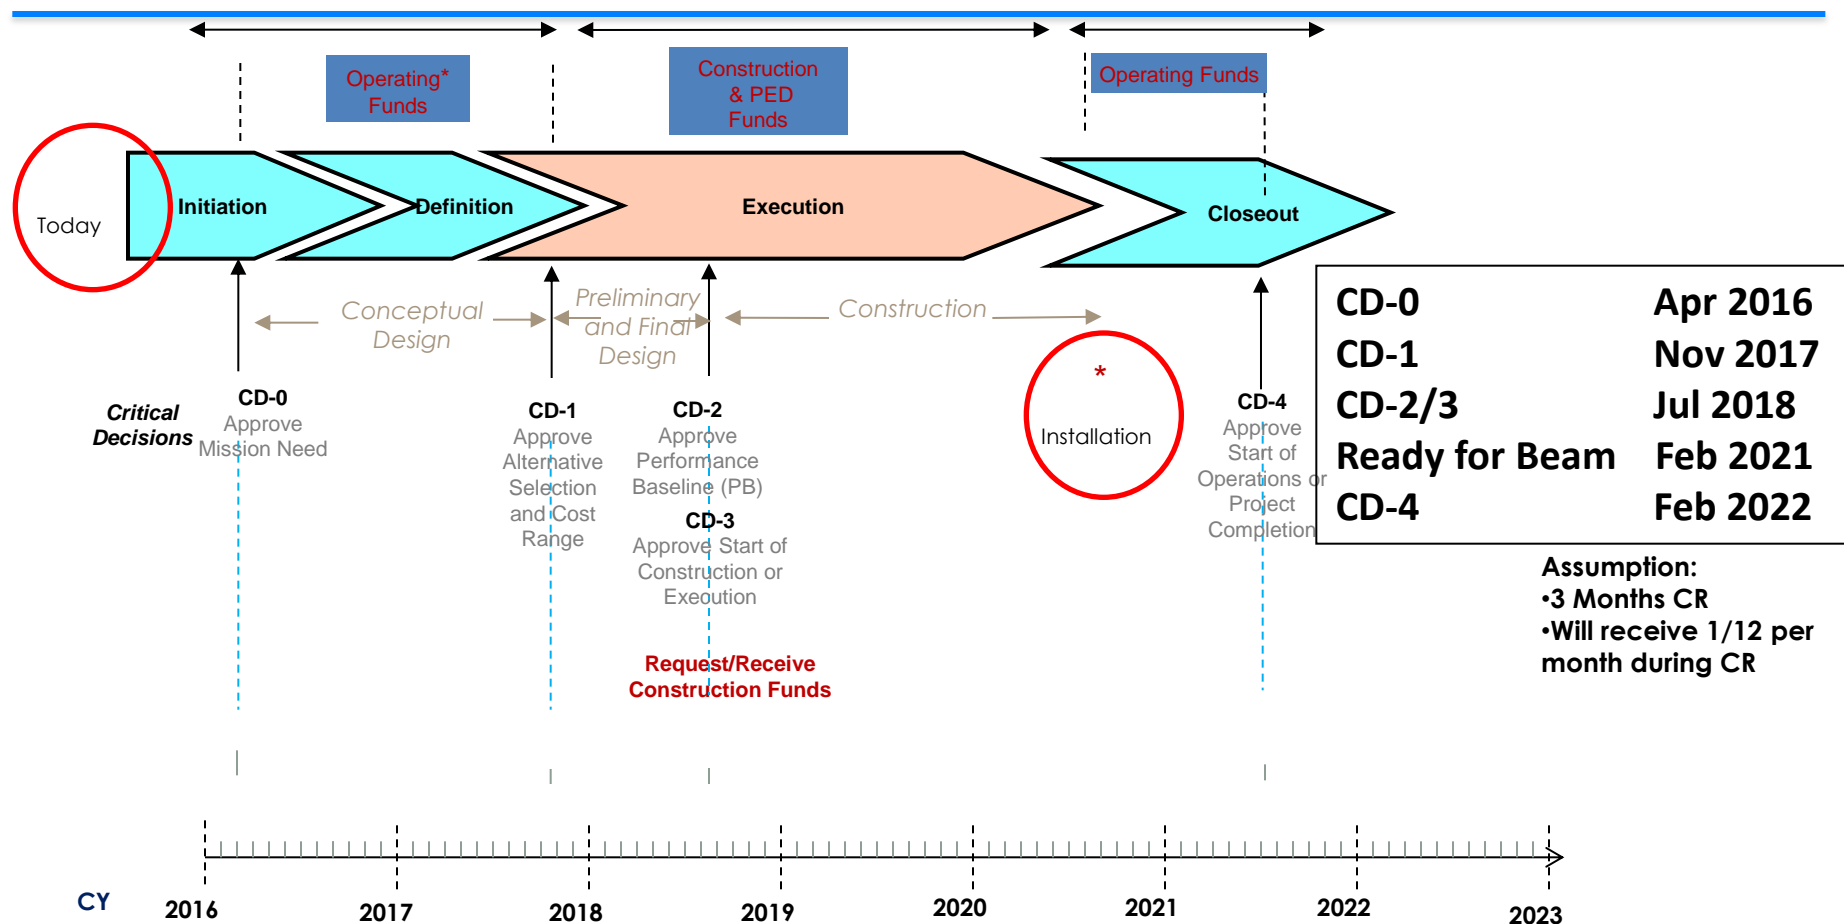 Operating*
Funds
Construction
& PED
Funds
Operating Funds
Today
Initiation
Definition
Execution
Closeout
Conceptual
Design
Preliminary
and Final
Design
Construction
*
Installation
Critical
Decisions
CD-0
Approve
Mission Need
CD-1
Approve
Alternative
Selection
and Cost
Range
CD-2
Approve
Performance
Baseline (PB)
CD-3
Approve Start of
Construction or
Execution
Request/Receive
Construction Funds
CD-4
Approve
Start of
Operations or
Project
Completion
CD-0 Apr 2016
CD-1 Nov 2017
CD-2/3 Jul 2018
Ready for Beam Feb 2021
CD-4 Feb 2022
Assumption:
•3 Months CR
•Will receive 1/12 per
month during CR
CY 2016 2017 2018 2019 2020 2021 2022 2023